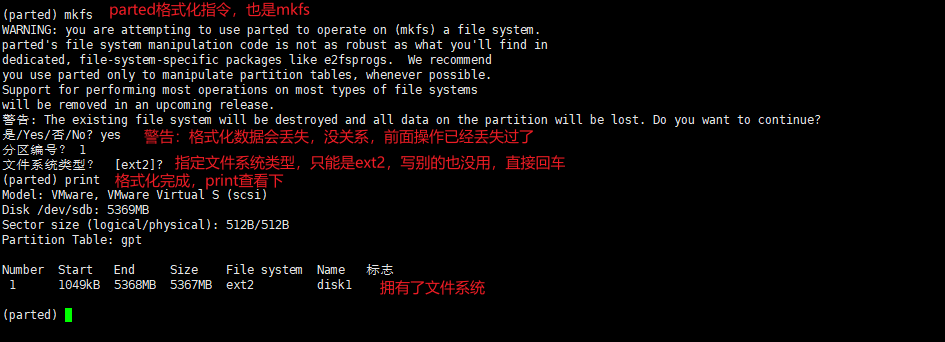 (parted) mkfs parted格式化指令，也是mkfs
WARNING: you are attempting to use parted to operate on (mkfs) a file system.
parted's file system manipulation code is not as robust as what you'll find in
dedicated, file-system-specific packages like e2fsprogs.  We recommend
you use parted only to manipulate partition tables, whenever possible.
Support for performing most operations on most types of file systems
will be removed in an upcoming release.
警告: The existing file system will be destroyed and all data on the partition will be lost. Do you want to continue?
是/Yes/否/No? yes 警告：格式化数据会丢失，没关系，前面操作已经丢失过了
分区编号? 1
文件系统类型?  [ext2]? 指定文件系统类型，只能是ext2，写别的也没用，直接回车
(parted) print 格式化完成，print查看下
Model: VMware, VMware Virtual S (scsi)
Disk /dev/sdb: 5369MB
Sector size (logical/physical): 512B/512B
Partition Table: gpt
Number  Start   End     Size    File system  Name   标志
1      1049kB  5368MB  5367MB  ext2         disk1 拥有了文件系统
(parted)